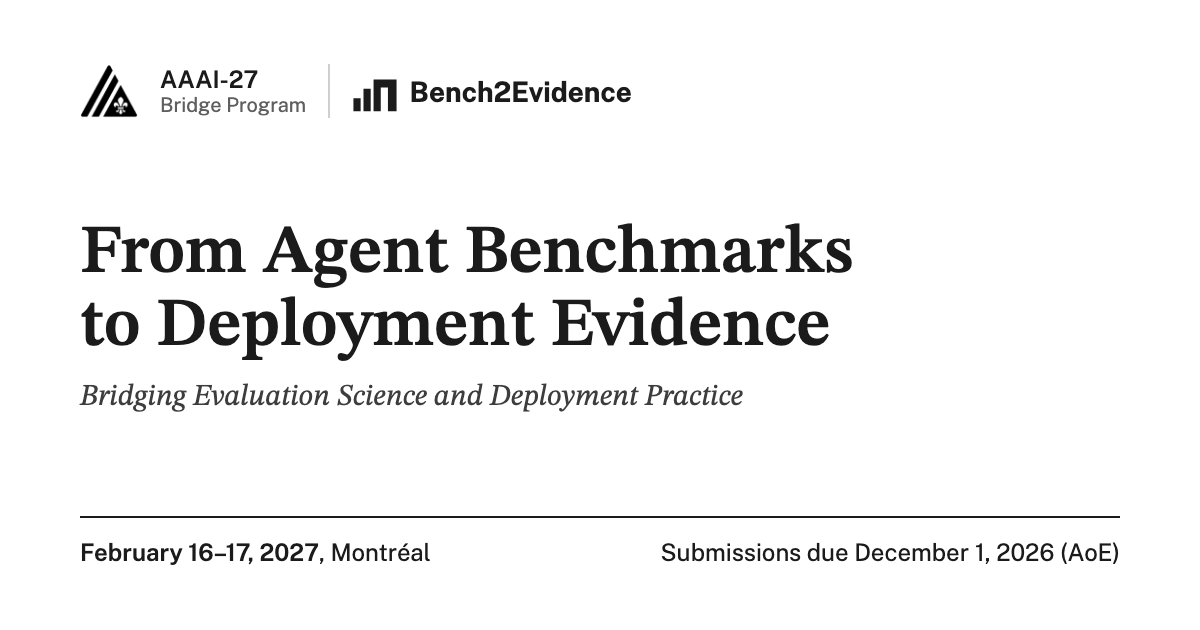 AAAI-27
Bridge Program
Bench2Evidence
From Agent Benchmarks
to Deployment Evidence
Bridging Evaluation Science and Deployment Practice
February 16–17, 2027, Montréal
Submissions due December 1, 2026 (AoE)